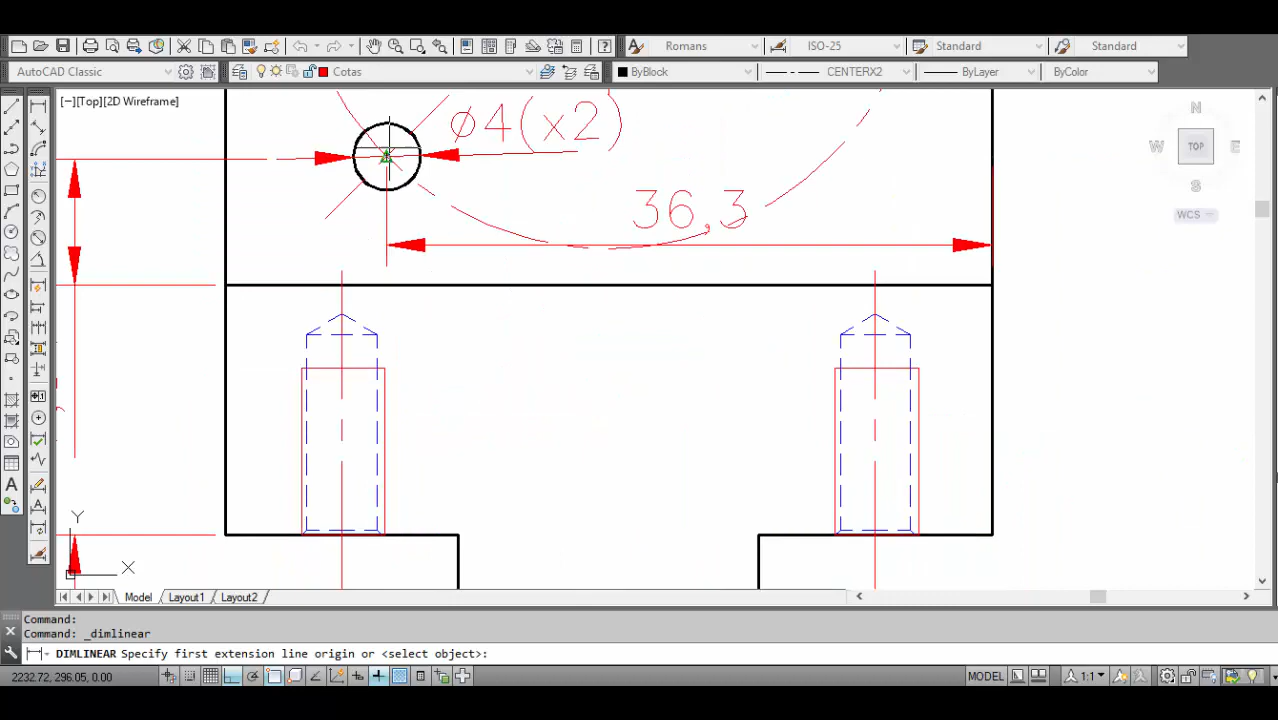 Romans
ISO-25
Standard
Standard
AutoCAD Classic
Cotas
ByBlock
CENTERX2
ByLayer
ByColor
[−][Top][2D Wireframe]
N
W
TOP
E
S
WCS
ø4(x2)
36,3
Y
X
Model
Layout1
Layout2
Command:
Command: _dimlinear
DIMLINEAR Specify first extension line origin or <select object>:
2232.72, 296.05, 0.00
MODEL
1:1